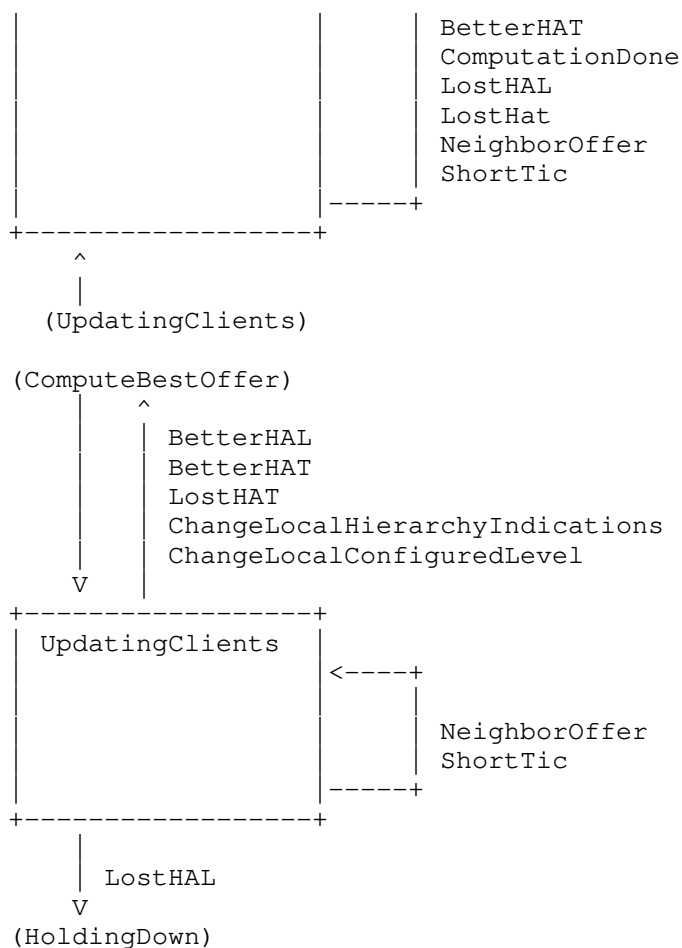 BetterHAT
ComputationDone
LostHAL
LostHat
NeighborOffer
ShortTic
(UpdatingClients)
(ComputeBestOffer)
BetterHAL
BetterHAT
LostHAT
ChangeLocalHierarchyIndications
ChangeLocalConfiguredLevel
V
UpdatingClients
NeighborOffer
ShortTic
LostHAL
V
(HoldingDown)